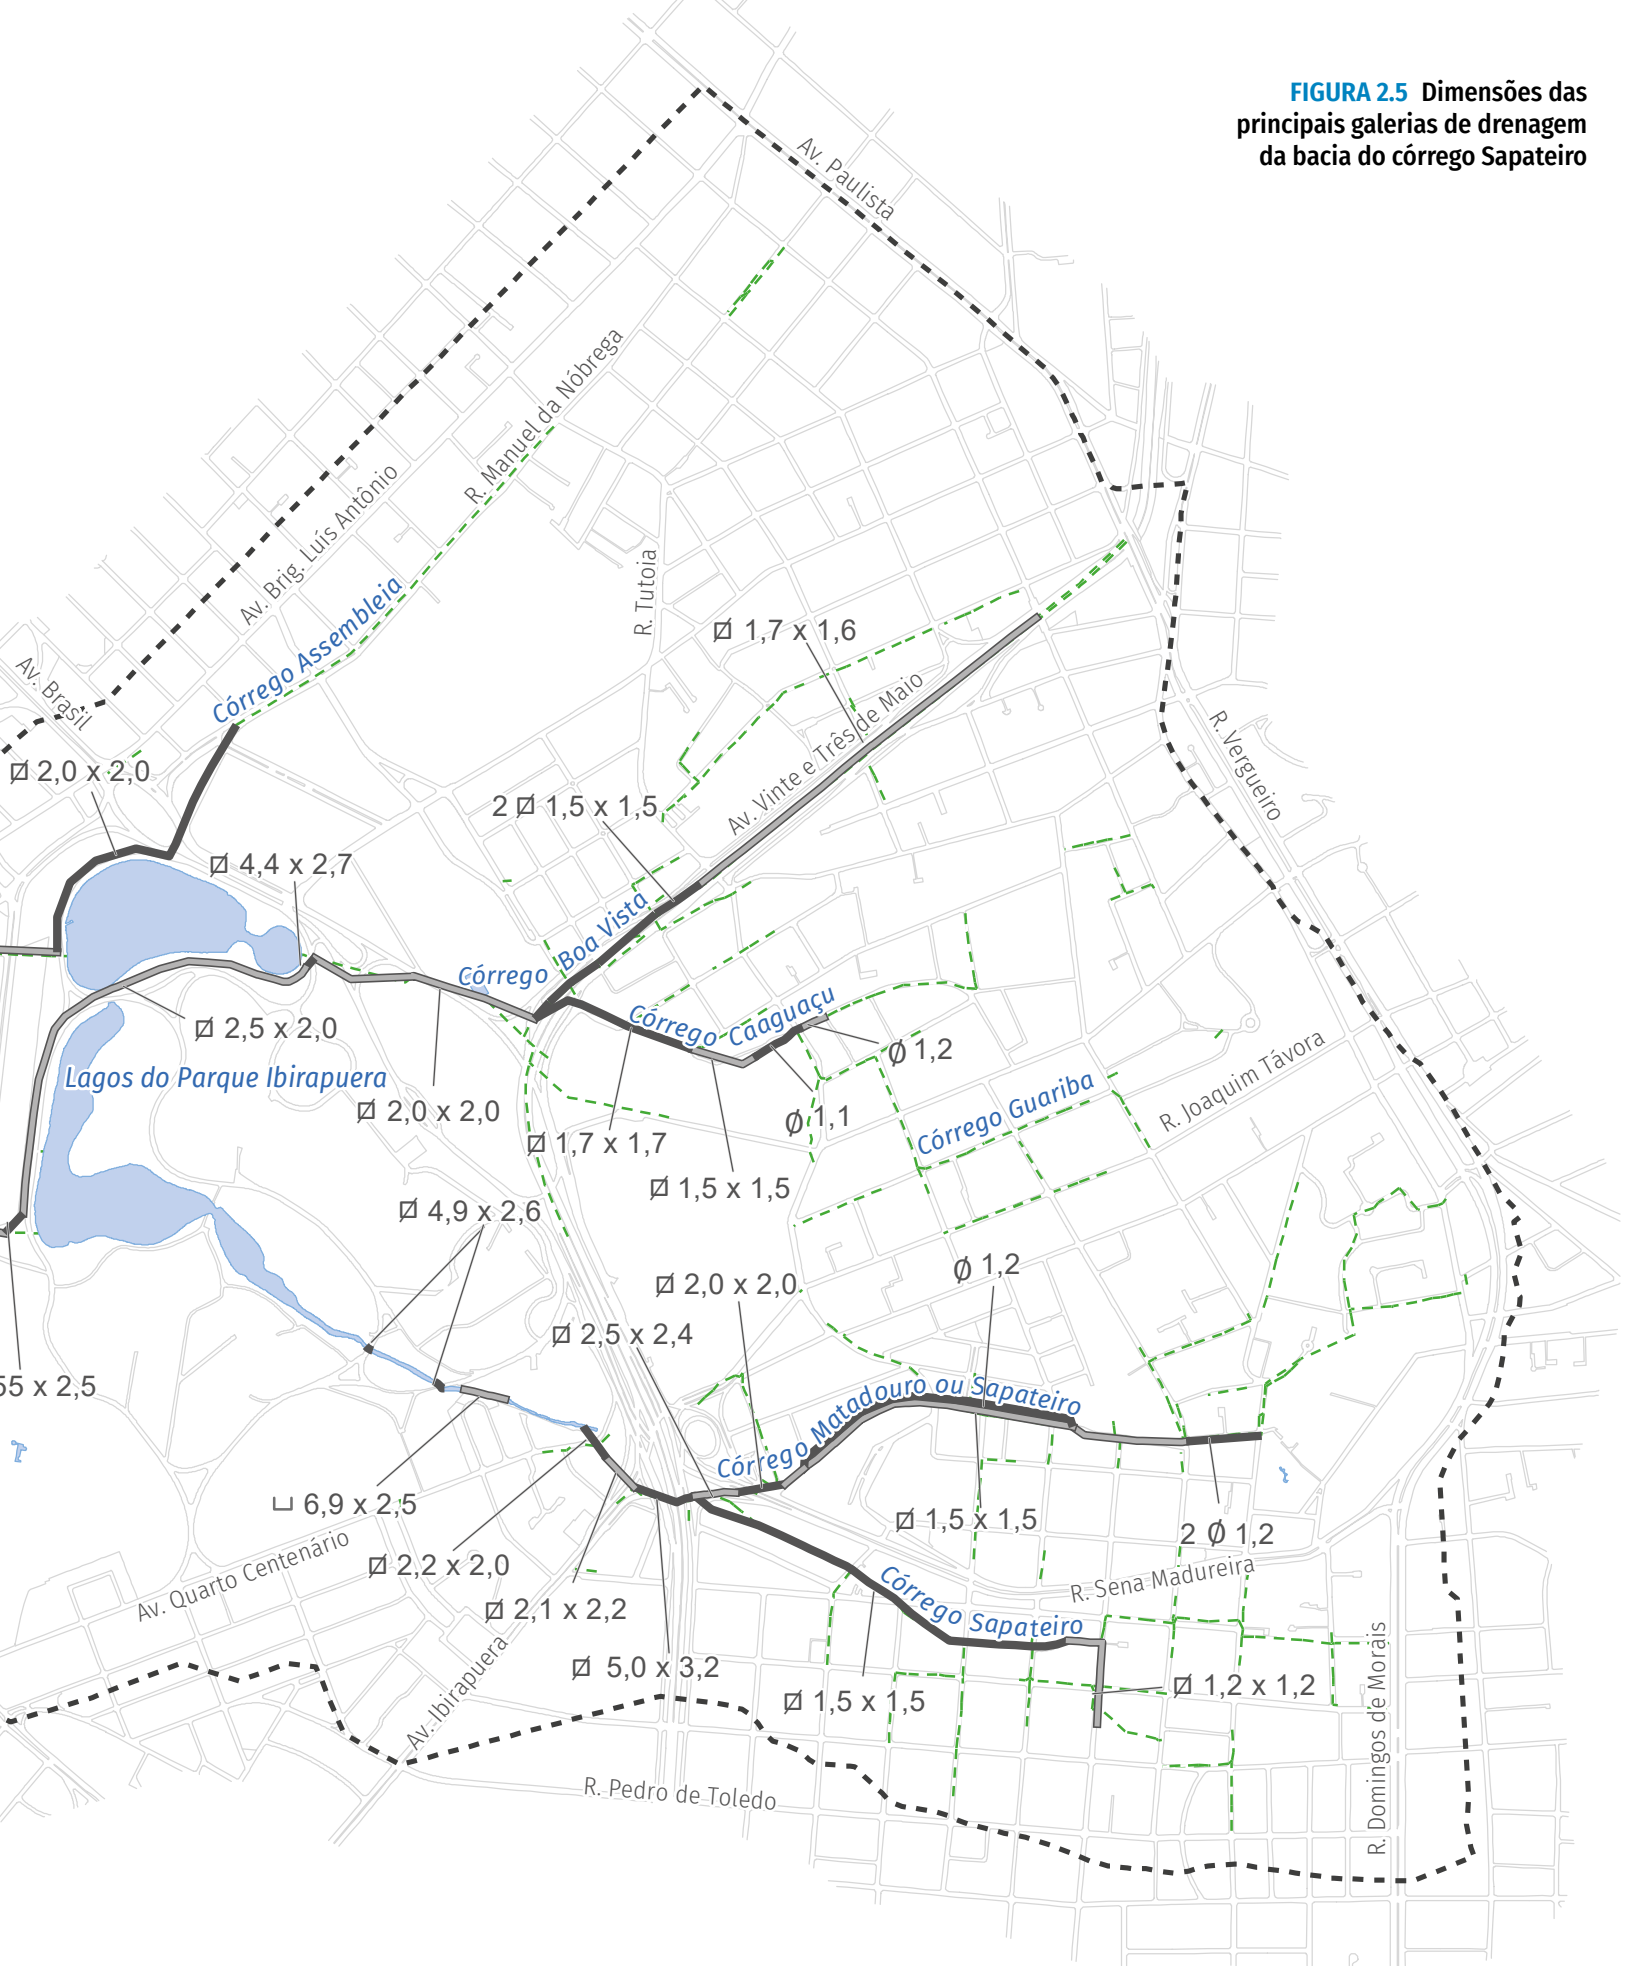 FIGURA 2.5 Dimensões das
principais galerias de drenagem
da bacia do córrego Sapateiro
Av. Paulista
R. Manuel da Nóbrega
Av. Brig. Luís Antônio
R. Tutoia
Córrego Assembleia
1,7 x 1,6
Av. Brasil
Av. Vinte e Três de Maio
R. Vergueiro
2,0 x 2,0
2 1,5 x 1,5
4,4 x 2,7
Córrego Boa Vista
Córrego Caaguaçu
2,5 x 2,0
Ø 1,2
Lagos do Parque Ibirapuera
R. Joaquim Távora
Córrego Guariba
2,0 x 2,0
Ø 1,1
1,7 x 1,7
1,5 x 1,5
4,9 x 2,6
Ø 1,2
2,0 x 2,0
2,5 x 2,4
55 x 2,5
Córrego Matadouro ou Sapateiro
6,9 x 2,5
1,5 x 1,5
2 Ø 1,2
Av. Quarto Centenário
2,2 x 2,0
R. Sena Madureira
2,1 x 2,2
Córrego Sapateiro
5,0 x 3,2
1,2 x 1,2
1,5 x 1,5
Av. Ibirapuera
R. Domingos de Morais
R. Pedro de Toledo